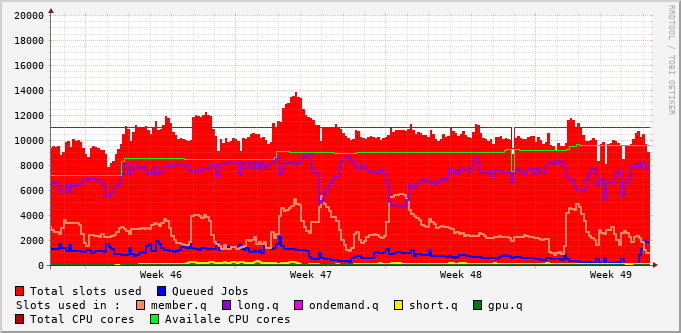 20000
18000
16000
14000
12000
10000
8000
6000
4000
2000
0
Week 46 Week 47 Week 48 Week 49
RRDTOOL / TOBI OETIKER
Total slots used Queued Jobs
Slots used in : member.q long.q ondemand.q short.q gpu.q
Total CPU cores Availale CPU cores